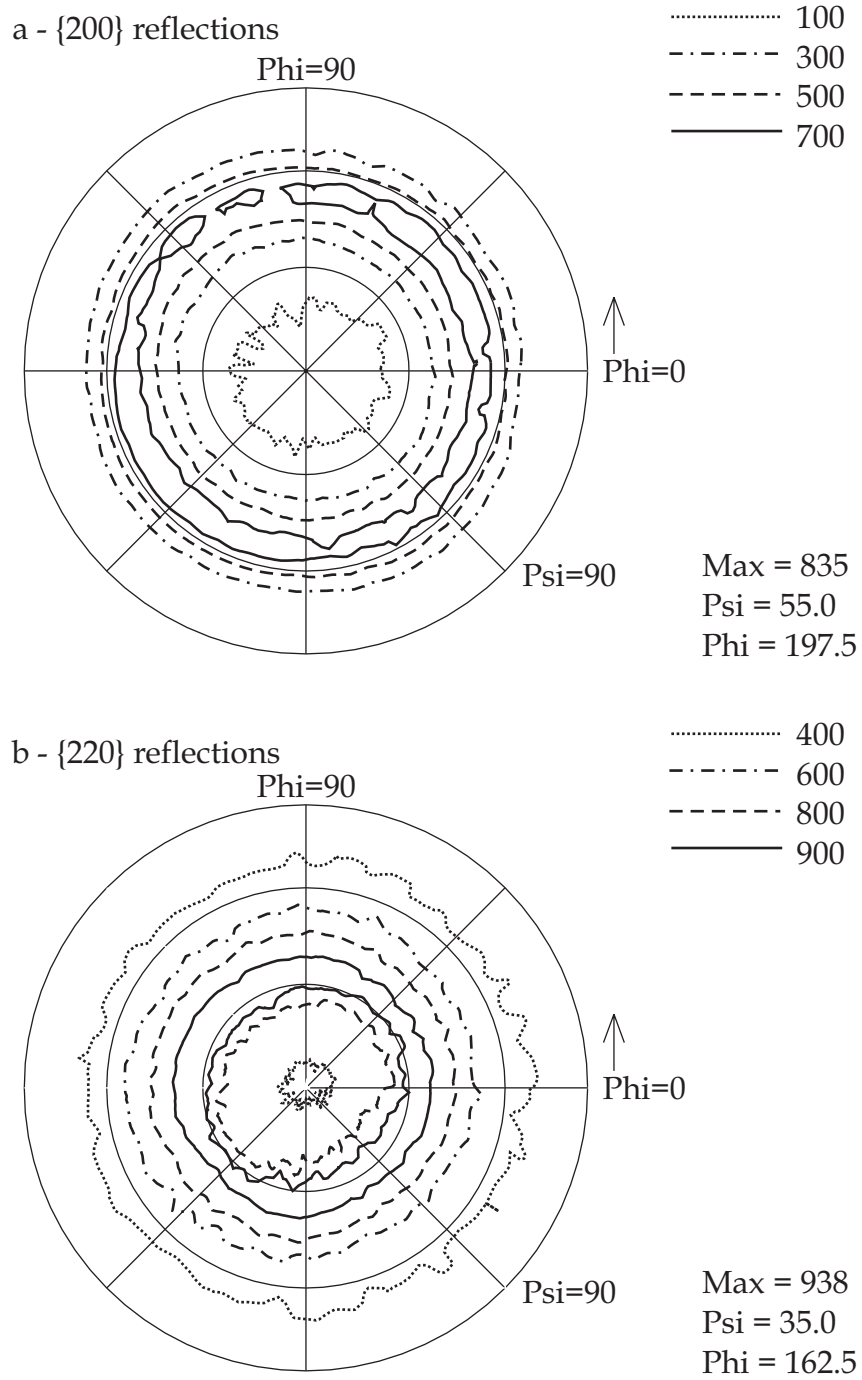 a - {200} reflections
100
300
500
700
Phi=90
Phi=0
Psi=90
Max = 835
Psi = 55.0
Phi = 197.5
b - {220} reflections
400
600
800
900
Phi=90
Phi=0
Psi=90
Max = 938
Psi = 35.0
Phi = 162.5